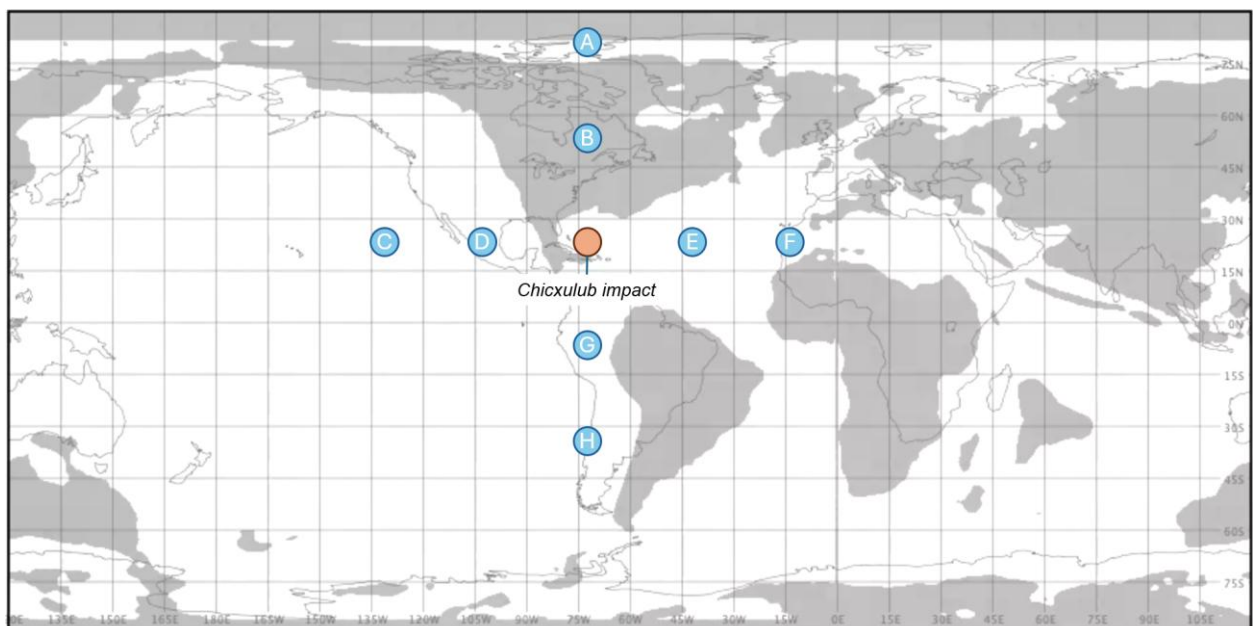 A
75N
60N
B
45N
30N
C
D
E
F
15N
Chicxulub impact
0N
G
15S
30S
H
45S
60S
75S
135E 150E 165E 180E 165W 150W 135W 120W 105W 90W 75W 60W 45W 30W 15W 0E 15E 30E 45E 60E 75E 90E 105E